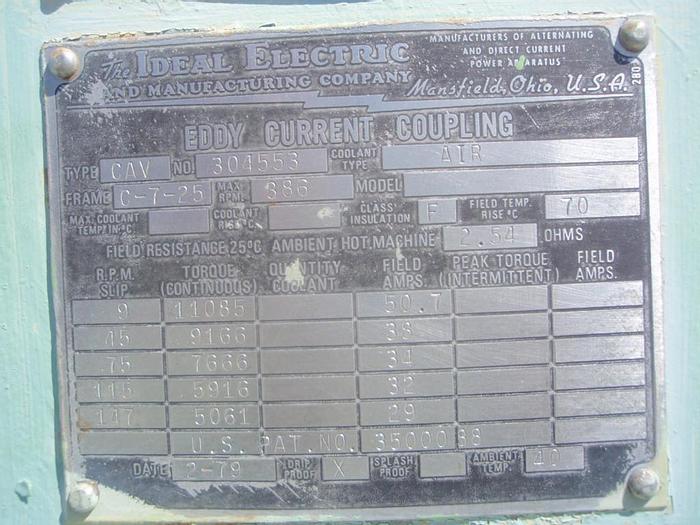 The IDEAL ELECTRIC
AND MANUFACTURING COMPANY
MANUFACTURERS OF ALTERNATING
AND DIRECT CURRENT
POWER APPARATUS
Mansfield, Ohio, U.S.A.
EDDY CURRENT COUPLING
TYPE CAV NO. 304553 COOLANT TYPE AIR
FRAME C-7-25 MAX. RPM. 386 MODEL
MAX. COOLANT TEMP. IN °C COOLANT RISE °C CLASS INSULATION F FIELD TEMP. RISE °C 70
FIELD RESISTANCE 25°C AMBIENT HOT MACHINE 2.54 OHMS
R.P.M. SLIP TORQUE (CONTINUOUS) QUANTITY COOLANT FIELD AMPS. PEAK TORQUE (INTERMITTENT) FIELD AMPS.
9 11085 50.7
45 9166 38
75 7666 34
115 5916 32
147 5061 29
U.S. PAT. NO. 3500088
DATE 2-79 DRIP PROOF X SPLASH PROOF AMBIENT TEMP. 40